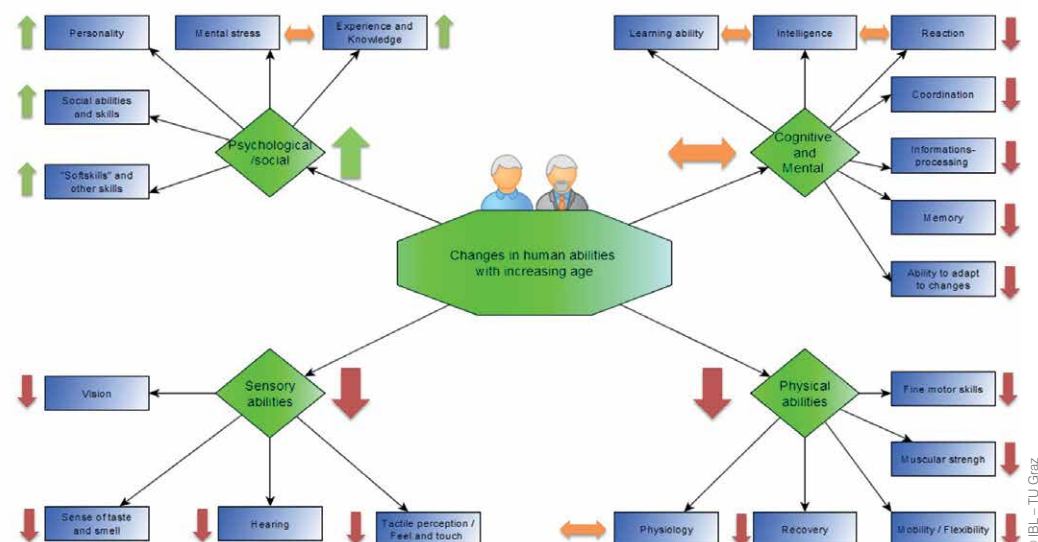 Personality
Mental stress
Experience and
Knowledge
Learning ability
Intelligence
Reaction
Social abilities
and skills
Coordination
Psychological
/social
Cognitive
and
Mental
Informations-
processing
"Softskills" and
other skills
Memory
Changes in human abilities
with increasing age
Ability to adapt
to changes
Vision
Sensory
abilities
Physical
abilities
Fine motor skills
Muscular strengh
Sense of taste
and smell
Hearing
Tactile perception /
Feel and touch
Physiology
Recovery
Mobility / Flexibility
IBL – TU Graz